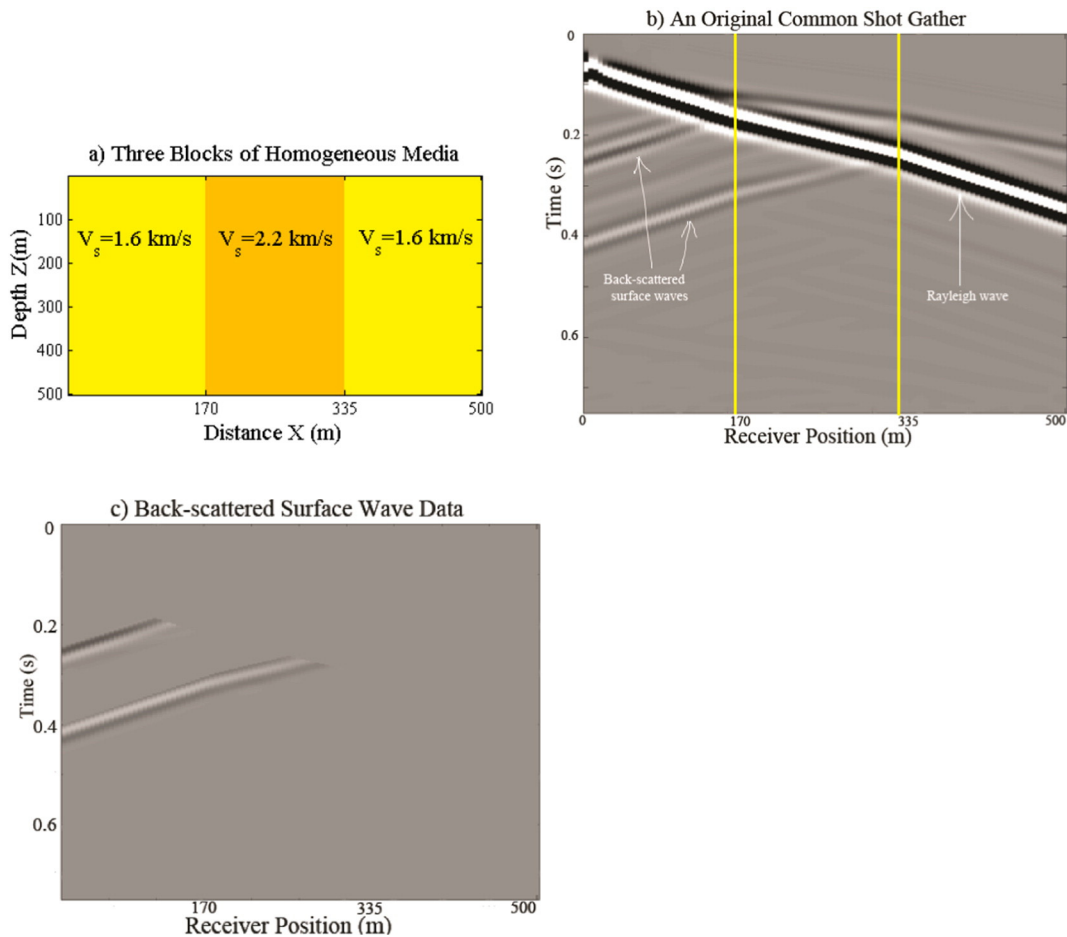 a) Three Blocks of Homogeneous Media
Depth Z(m)
100
200
300
400
500
V_s=1.6 km/s
V_s=2.2 km/s
V_s=1.6 km/s
170
335
500
Distance X (m)
b) An Original Common Shot Gather
Time (s)
0
0.2
0.4
0.6
Back-scattered
surface waves
Rayleigh wave
0
170
335
500
Receiver Position (m)
c) Back-scattered Surface Wave Data
Time (s)
0
0.2
0.4
0.6
170
335
500
Receiver Position (m)